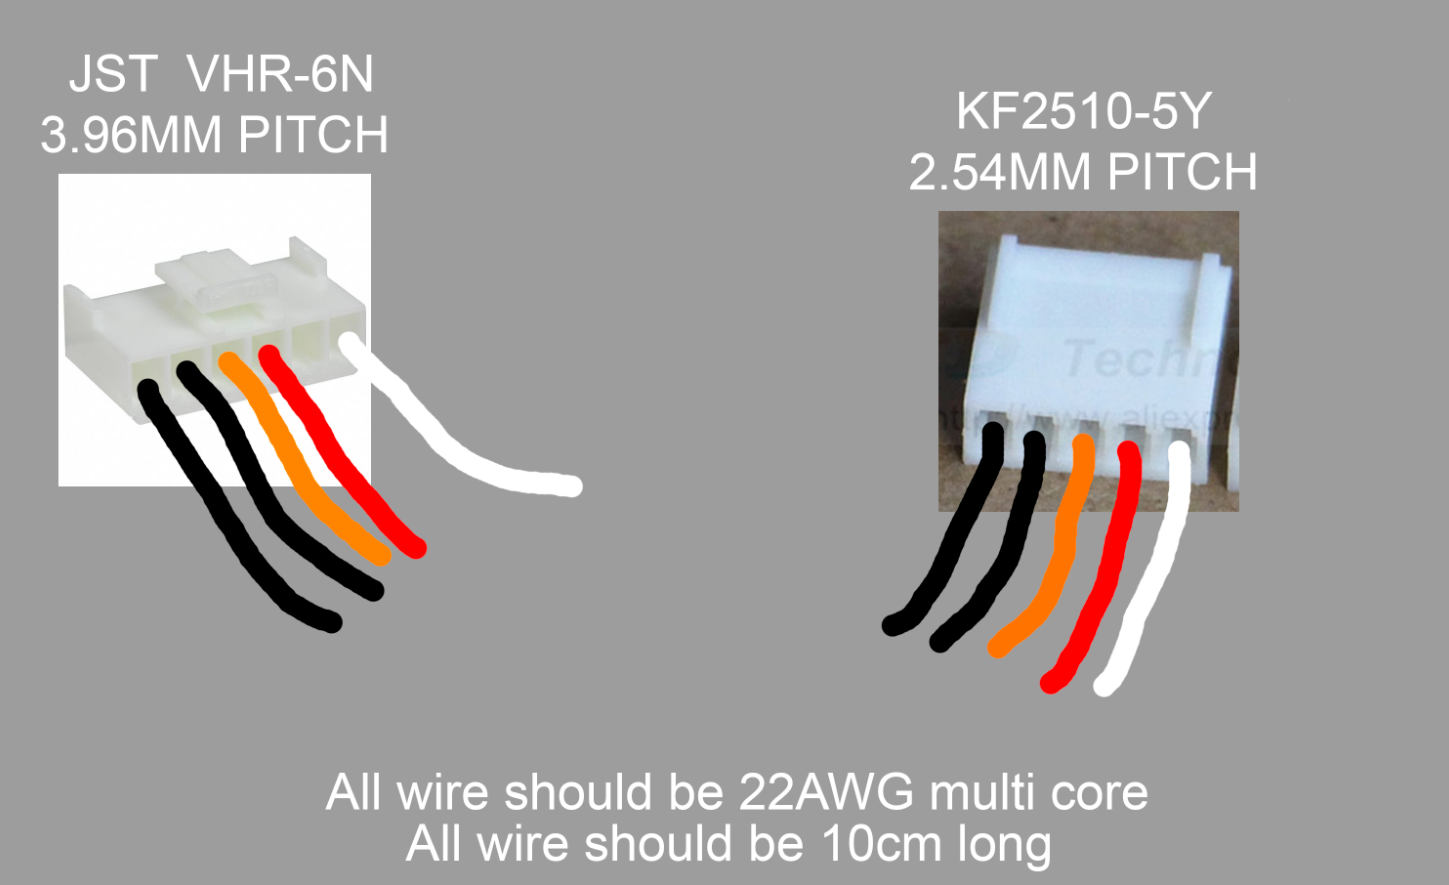 JST VHR-6N
3.96MM PITCH
KF2510-5Y
2.54MM PITCH
Techn
http://www.aliexpr
All wire should be 22AWG multi core
All wire should be 10cm long